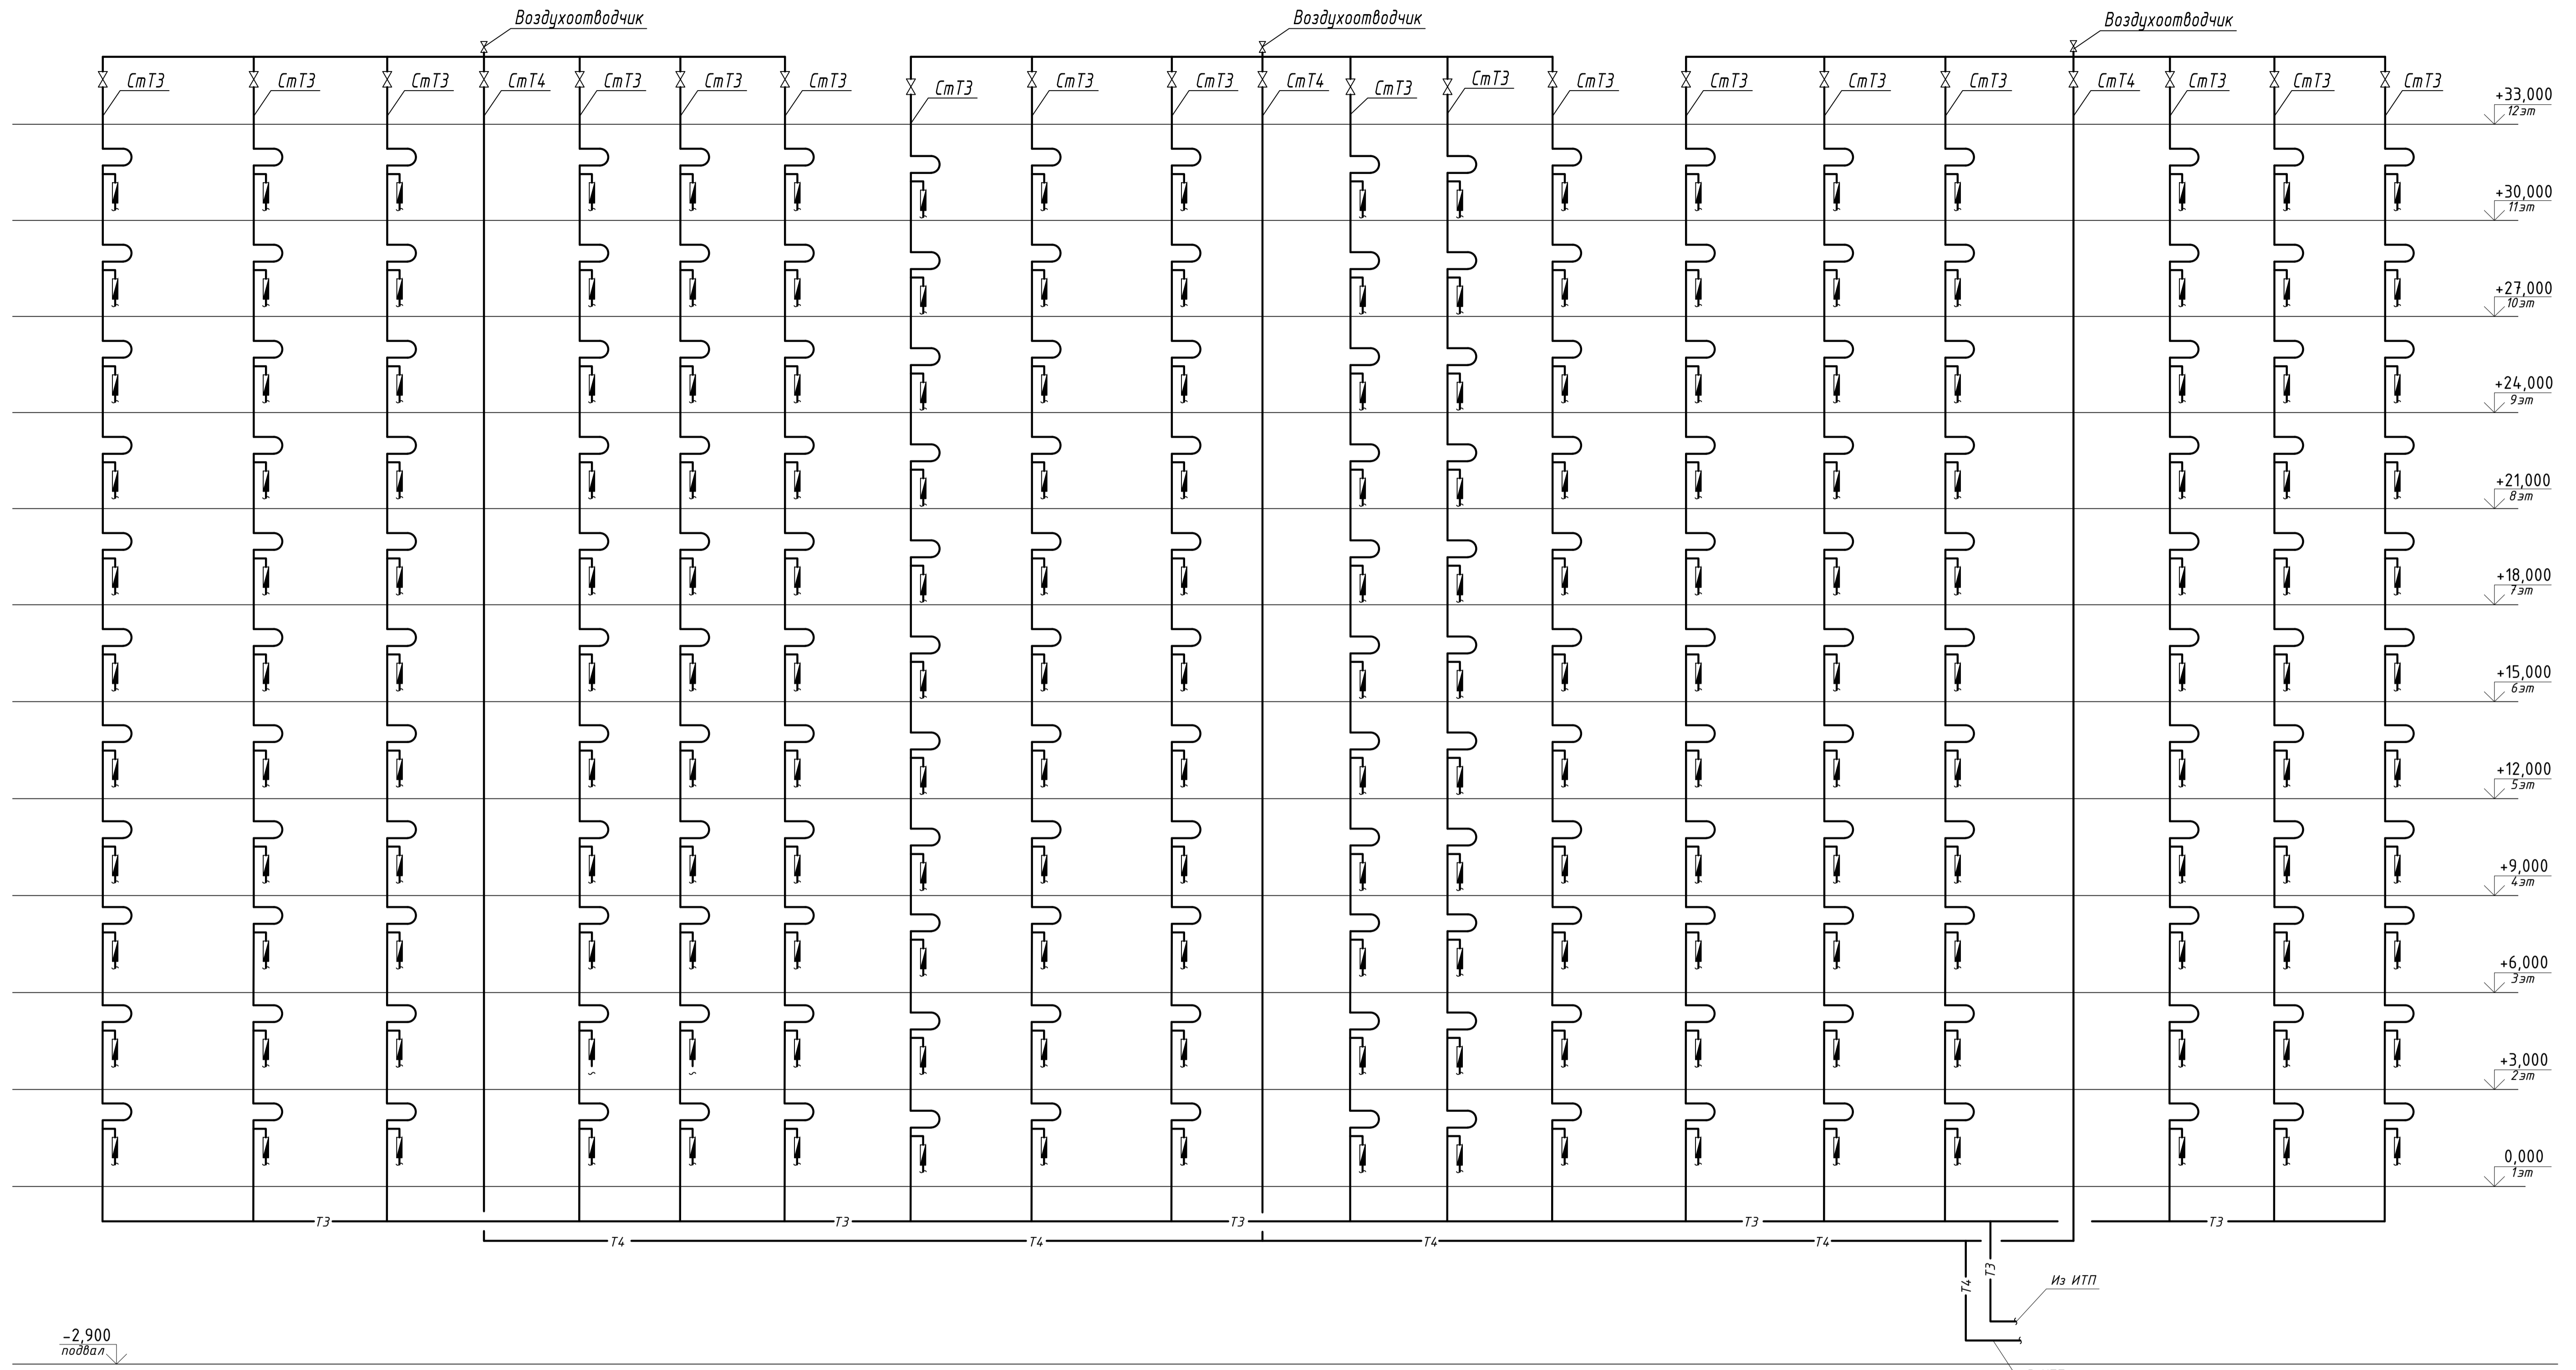 Воздухоотводчик
Воздухоотводчик
Воздухоотводчик
СтТ3
СтТ3
СтТ3
СтТ4
СтТ3
СтТ3
СтТ3
СтТ3
СтТ3
СтТ3
СтТ4
СтТ3
СтТ3
СтТ3
СтТ3
СтТ3
СтТ3
СтТ4
СтТ3
СтТ3
СтТ3
+33,000
12эт
+30,000
11эт
+27,000
10эт
+24,000
9эт
+21,000
8эт
+18,000
7эт
+15,000
6эт
+12,000
5эт
+9,000
4эт
+6,000
3эт
+3,000
2эт
0,000
1эт
Т3
Т3
Т3
Т3
Т3
Т4
Т4
Т4
Т4
Т4
Т3
Из ИТП
-2,900
подвал